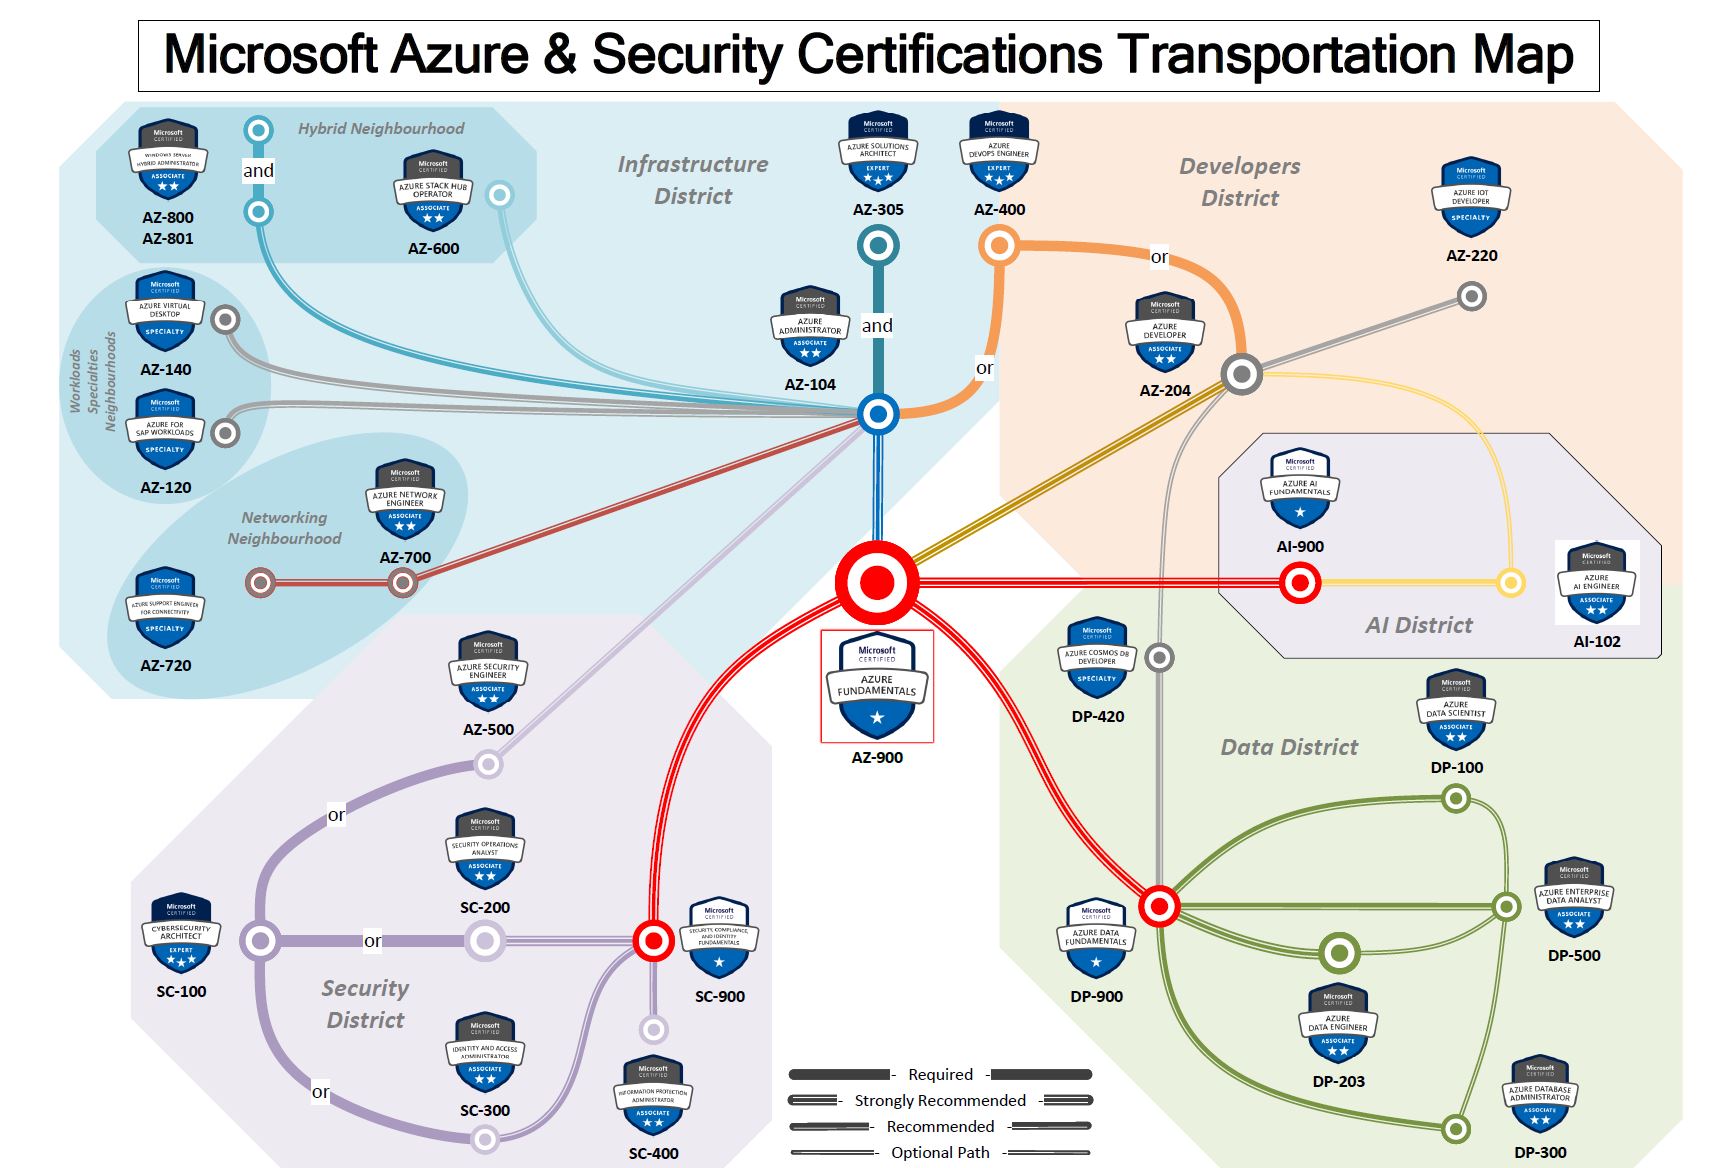 Microsoft Azure & Security Certifications Transportation Map
Microsoft
CERTIFIED
WINDOWS SERVER
HYBRID ADMINISTRATOR
ASSOCIATE
AZ-800
AZ-801
and
Hybrid Neighbourhood
Microsoft
CERTIFIED
AZURE STACK HUB
OPERATOR
ASSOCIATE
AZ-600
Infrastructure
District
Microsoft
CERTIFIED
AZURE SOLUTIONS
ARCHITECT
EXPERT
AZ-305
Microsoft
CERTIFIED
AZURE
DEVOPS ENGINEER
EXPERT
AZ-400
Developers
District
or
Microsoft
CERTIFIED
AZURE IOT
DEVELOPER
SPECIALTY
AZ-220
Workloads
Specialties
Neighbourhoods
Microsoft
CERTIFIED
AZURE VIRTUAL
DESKTOP
SPECIALTY
AZ-140
Microsoft
CERTIFIED
AZURE
ADMINISTRATOR
ASSOCIATE
AZ-104
and
or
Microsoft
CERTIFIED
AZURE
DEVELOPER
ASSOCIATE
AZ-204
Microsoft
CERTIFIED
AZURE FOR
SAP WORKLOADS
SPECIALTY
AZ-120
Networking
Neighbourhood
Microsoft
CERTIFIED
AZURE NETWORK
ENGINEER
ASSOCIATE
AZ-700
Microsoft
CERTIFIED
AZURE AI
FUNDAMENTALS
AI-900
Microsoft
CERTIFIED
AZURE SUPPORT ENGINEER
FOR CONNECTIVITY
SPECIALTY
AZ-720
AI District
Microsoft
CERTIFIED
AZURE
AI ENGINEER
ASSOCIATE
AI-102
Microsoft
CERTIFIED
AZURE SECURITY
ENGINEER
ASSOCIATE
AZ-500
Microsoft
CERTIFIED
AZURE
FUNDAMENTALS
AZ-900
Microsoft
CERTIFIED
AZURE COSMOS DB
DEVELOPER
SPECIALTY
DP-420
Data District
Microsoft
CERTIFIED
AZURE
DATA SCIENTIST
ASSOCIATE
DP-100
or
Microsoft
CERTIFIED
SECURITY OPERATIONS
ANALYST
ASSOCIATE
SC-200
Microsoft
CERTIFIED
CYBERSECURITY
ARCHITECT
EXPERT
SC-100
or
Microsoft
CERTIFIED
SECURITY, COMPLIANCE,
AND IDENTITY
FUNDAMENTALS
SC-900
Microsoft
CERTIFIED
AZURE DATA
FUNDAMENTALS
DP-900
Microsoft
CERTIFIED
AZURE ENTERPRISE
DATA ANALYST
ASSOCIATE
DP-500
Security
District
Microsoft
CERTIFIED
IDENTITY AND ACCESS
ADMINISTRATOR
ASSOCIATE
SC-300
or
Microsoft
CERTIFIED
INFORMATION PROTECTION
ADMINISTRATOR
ASSOCIATE
SC-400
Microsoft
CERTIFIED
AZURE
DATA ENGINEER
ASSOCIATE
DP-203
Microsoft
CERTIFIED
AZURE DATABASE
ADMINISTRATOR
ASSOCIATE
DP-300
- Required -
- Strongly Recommended -
- Recommended -
- Optional Path -